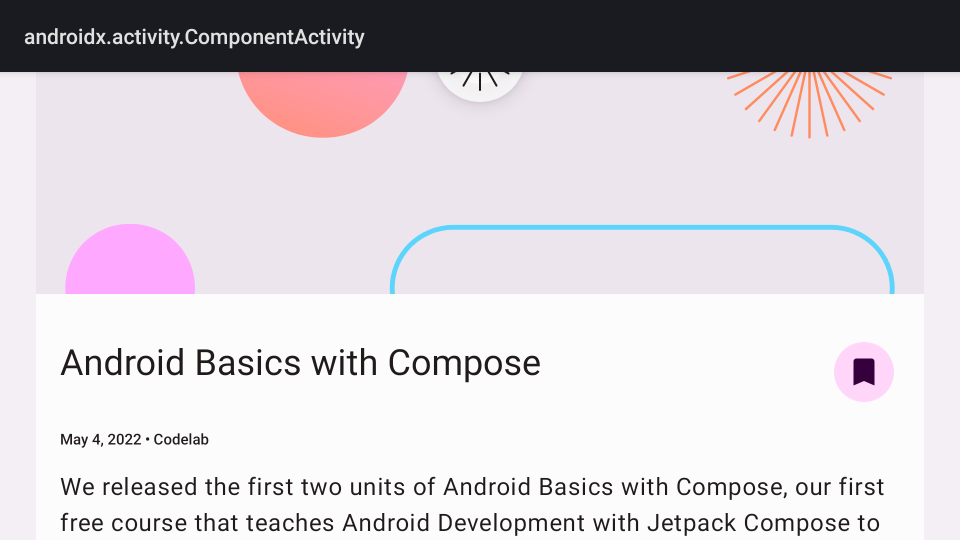 androidx.activity.ComponentActivity
Android Basics with Compose
May 4, 2022 • Codelab
We released the first two units of Android Basics with Compose, our first
free course that teaches Android Development with Jetpack Compose to